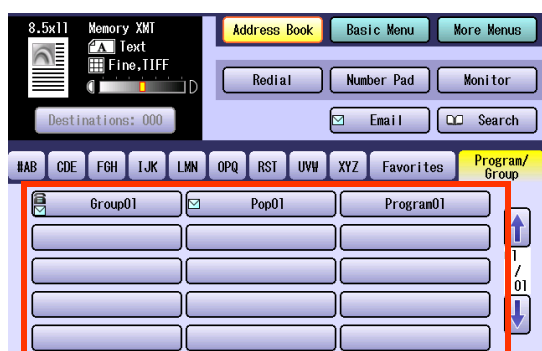 8.5x11 Memory XMT
A Text
Fine,TIFF
D
Destinations: 000
Address Book
Basic Menu
More Menus
Redial
Number Pad
Monitor
Email
Search
#AB
CDE
FGH
IJK
LMN
OPQ
RST
UVW
XYZ
Favorites
Program/
Group
Group01
Pop01
Program01
01
/
01